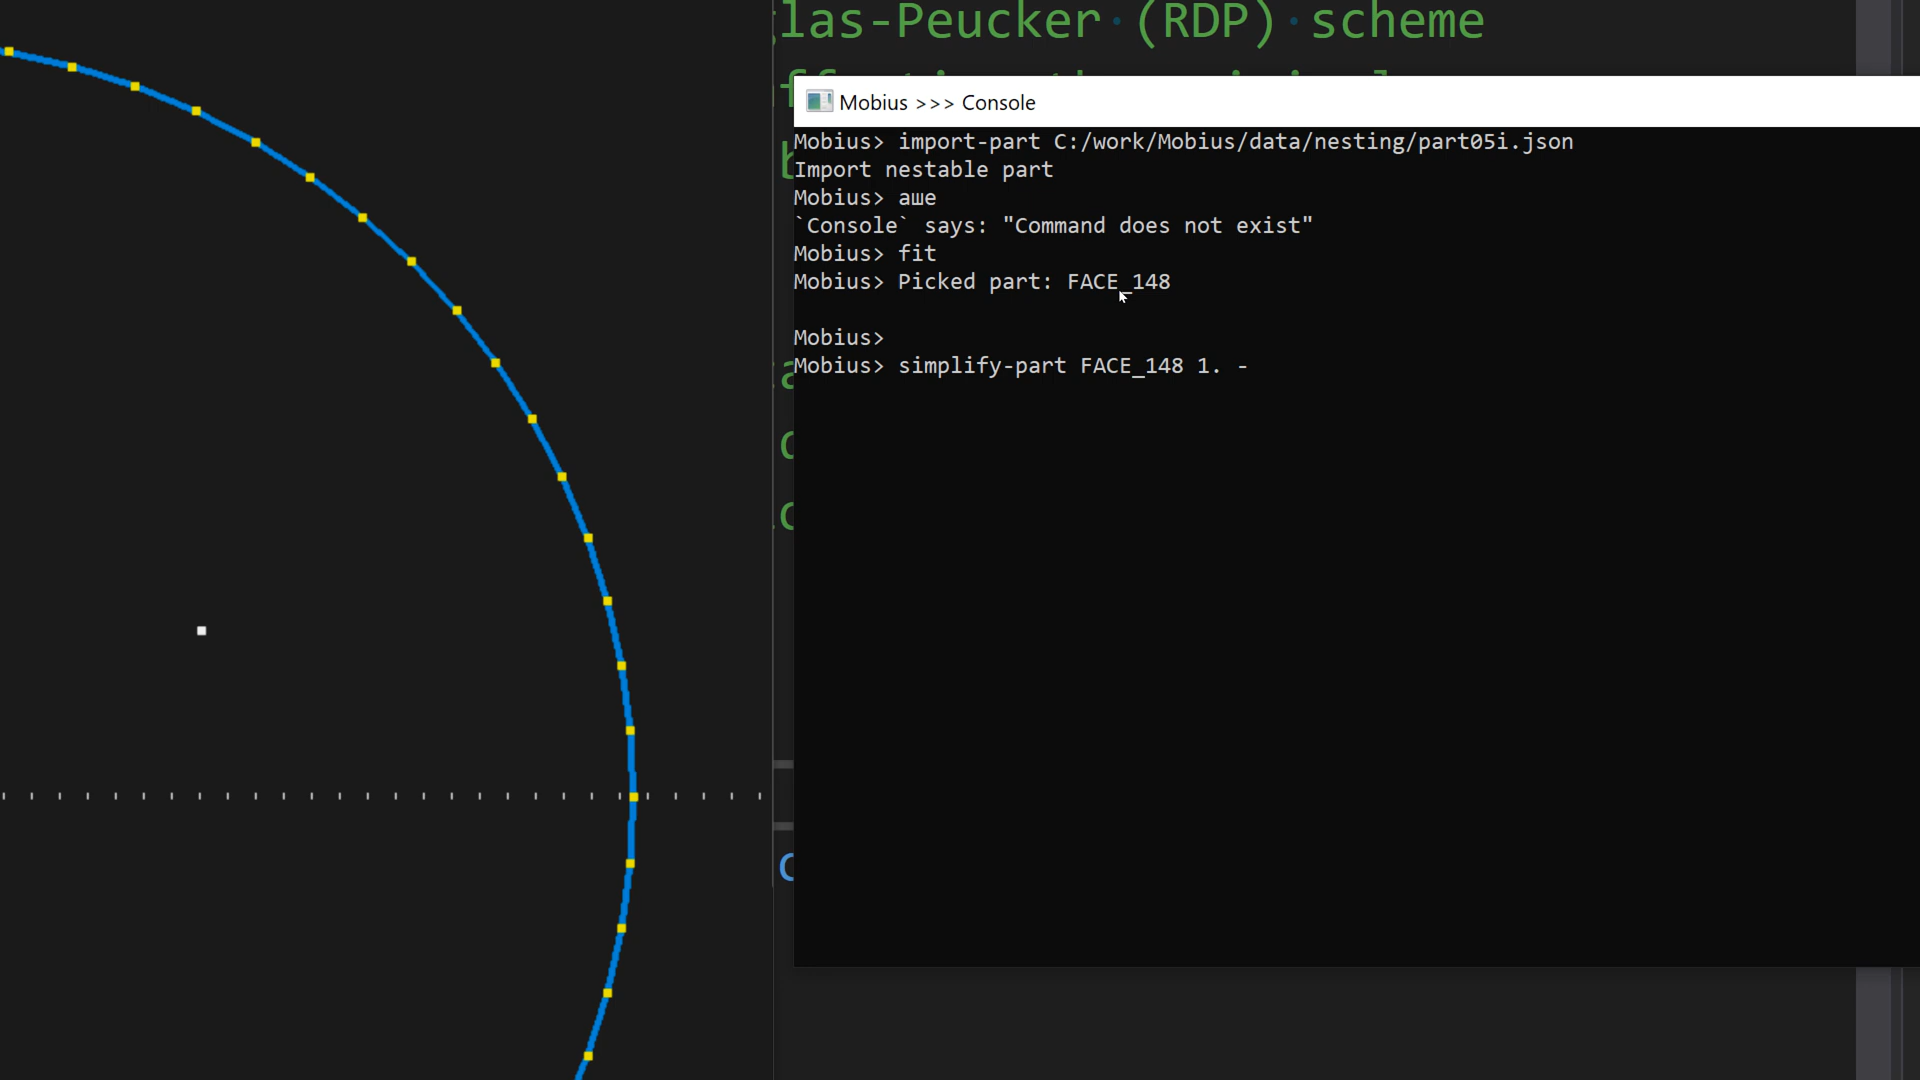 glas-Peucker (RDP) scheme
Mobius >>> Console
Mobius> import-part C:/work/Mobius/data/nesting/part05i.json
Import nestable part
Mobius> аше
`Console` says: "Command does not exist"
Mobius> fit
Mobius> Picked part: FACE_148
Mobius>
Mobius> simplify-part FACE_148 1. -